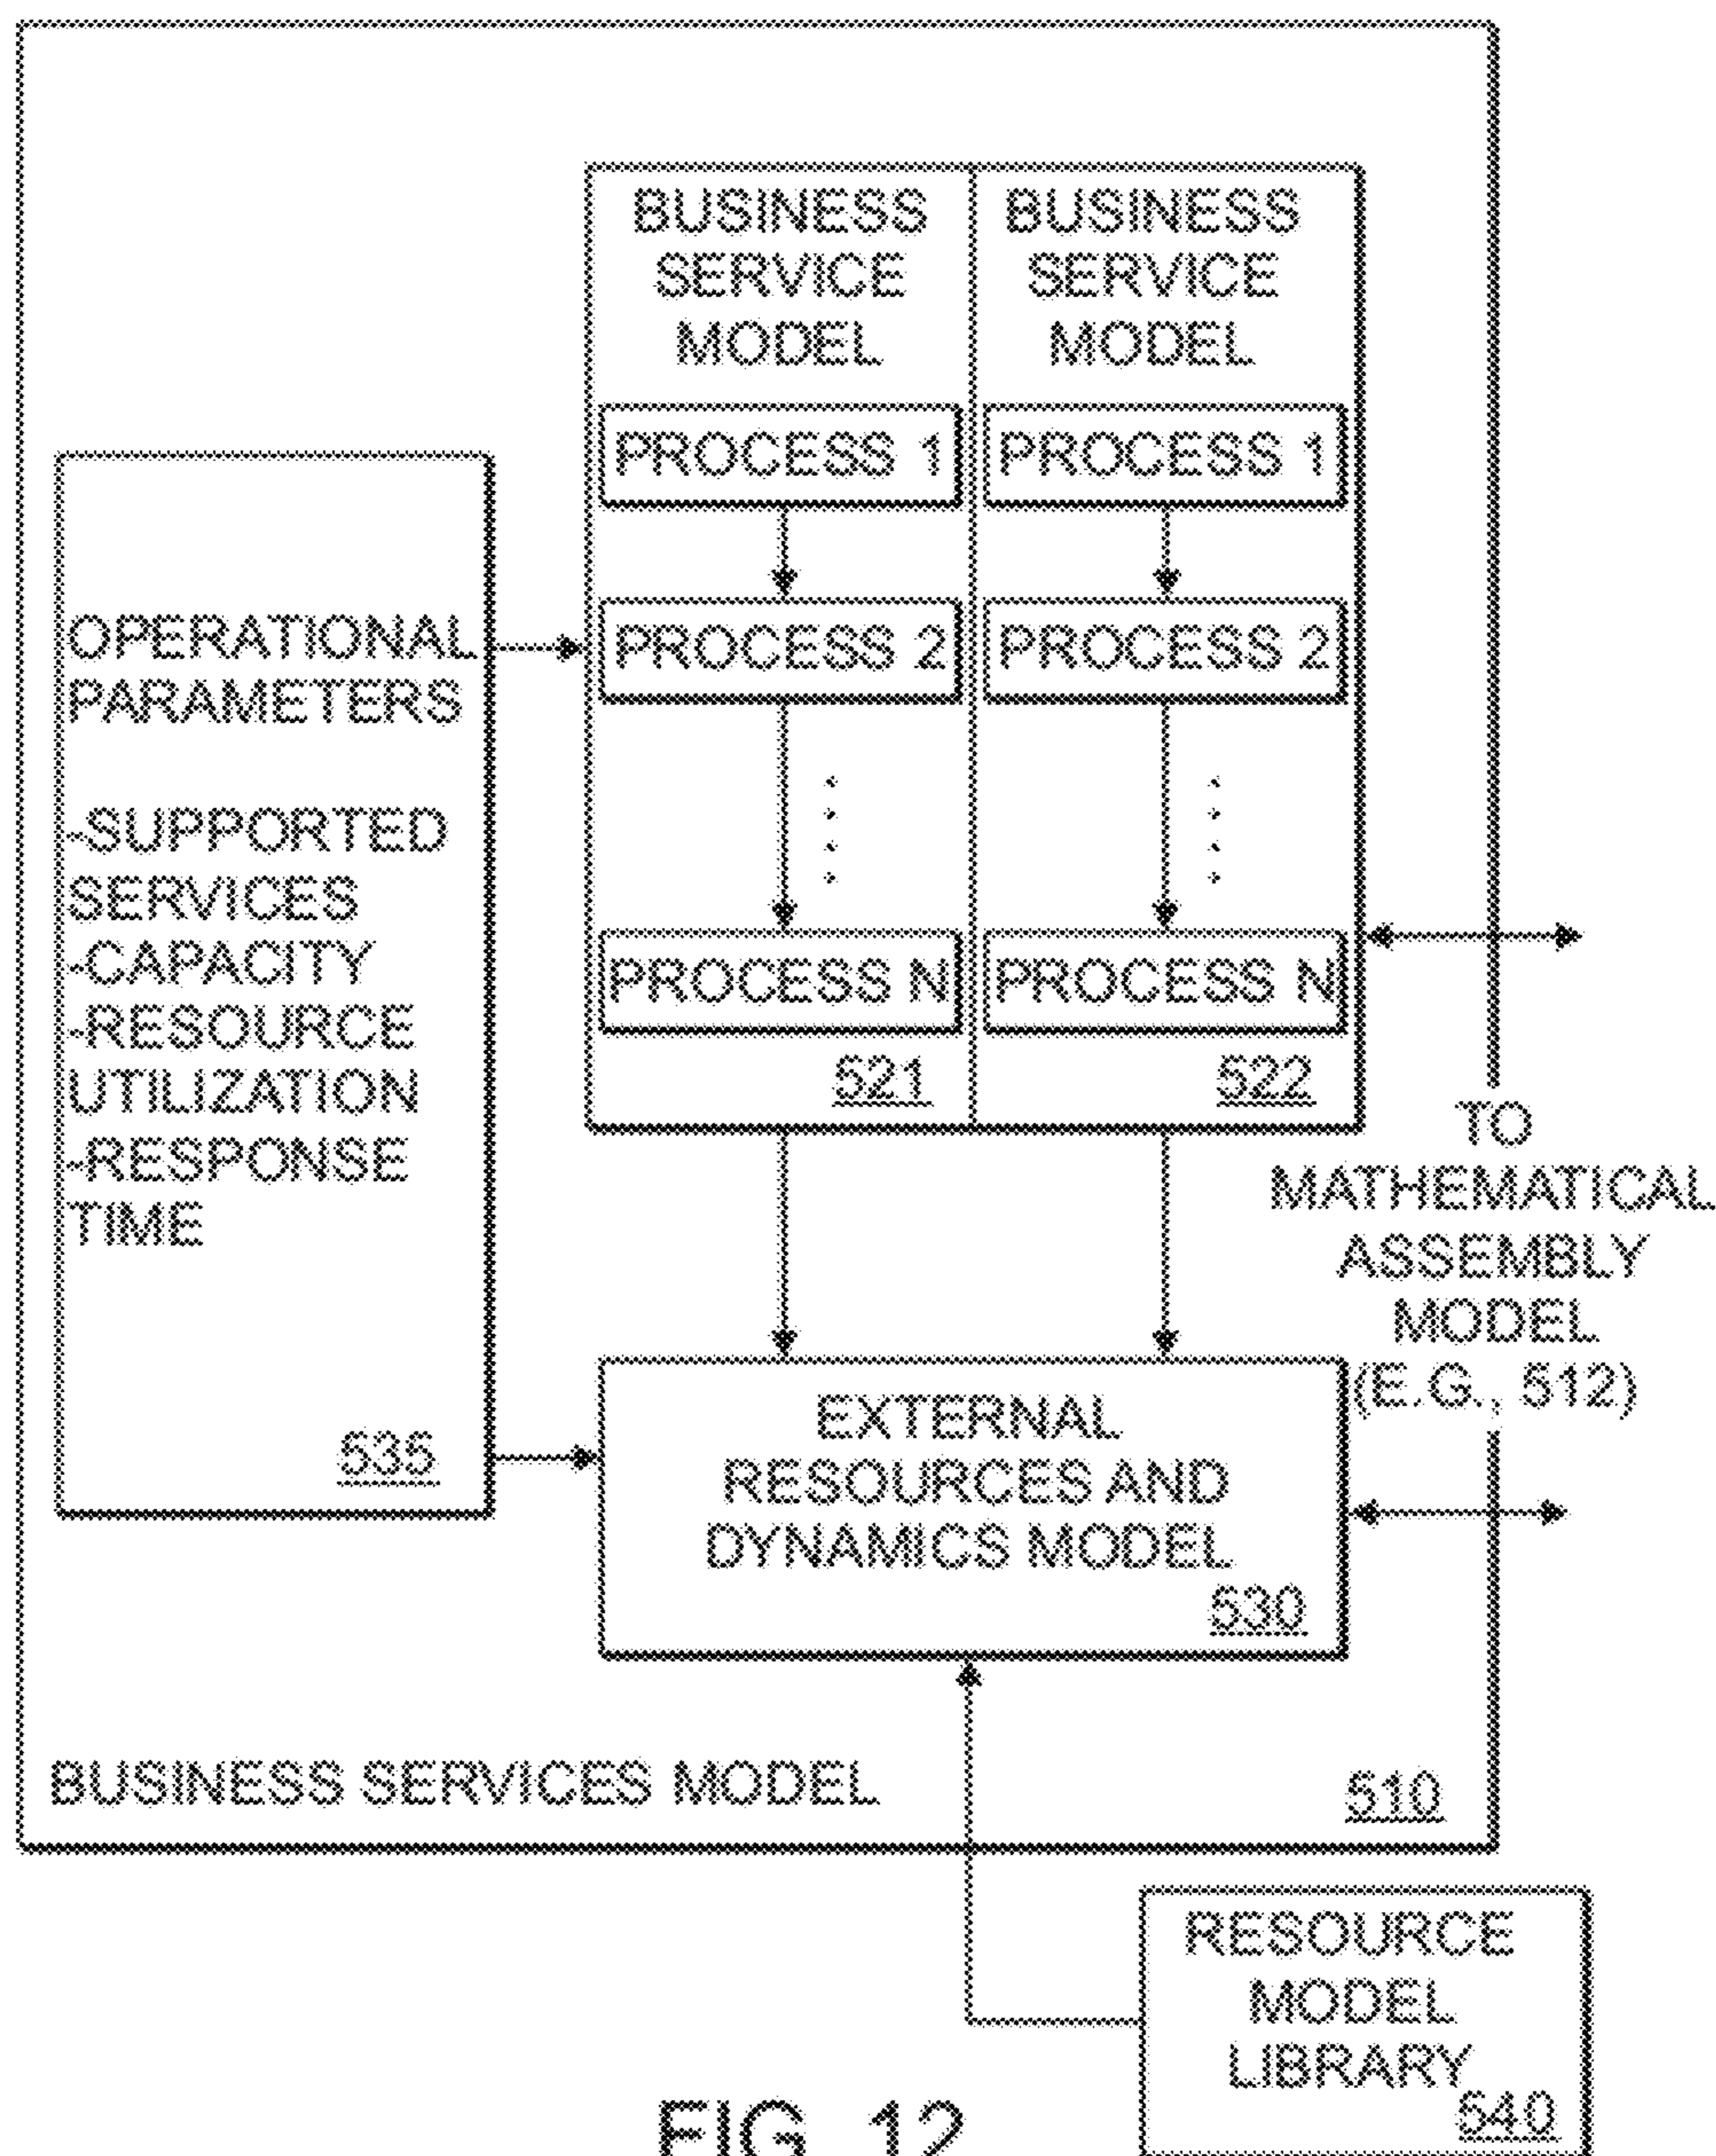 BUSINESS
SERVICE
MODEL
PROCESS 1
PROCESS 2
PROCESS N
521
BUSINESS
SERVICE
MODEL
PROCESS 1
PROCESS 2
PROCESS N
522
OPERATIONAL
PARAMETERS
-SUPPORTED
SERVICES
-CAPACITY
-RESOURCE
UTILIZATION
-RESPONSE
TIME
535
TO
MATHEMATICAL
ASSEMBLY
MODEL
(E.G., 512)
EXTERNAL
RESOURCES AND
DYNAMICS MODEL
530
BUSINESS SERVICES MODEL
510
RESOURCE
MODEL
LIBRARY
540
FIG. 12